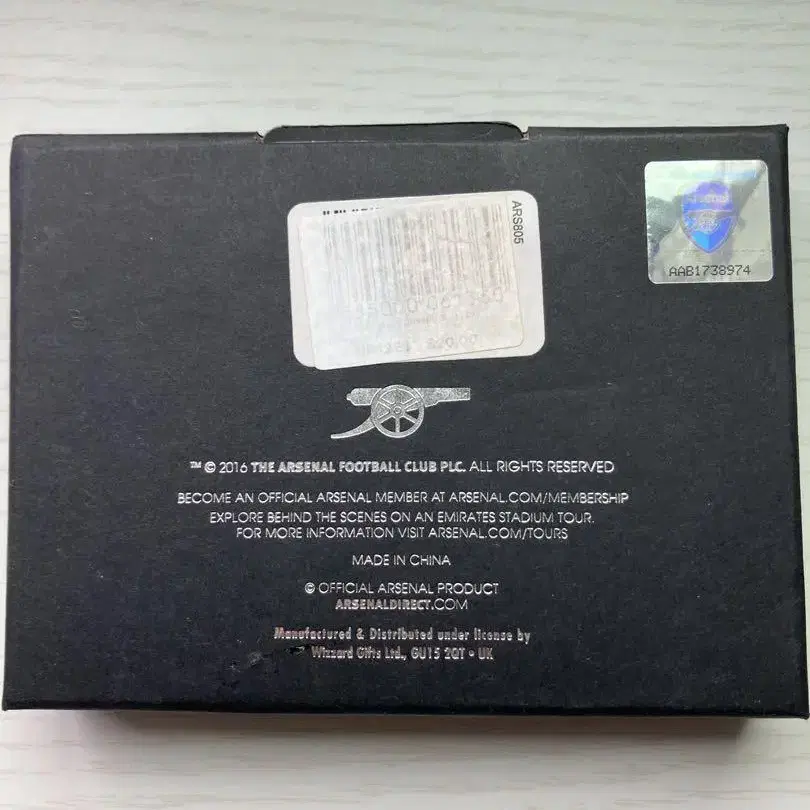 ARS805
AAB1738974
™ © 2016 THE ARSENAL FOOTBALL CLUB PLC. ALL RIGHTS RESERVED
BECOME AN OFFICIAL ARSENAL MEMBER AT ARSENAL.COM/MEMBERSHIP
EXPLORE BEHIND THE SCENES ON AN EMIRATES STADIUM TOUR.
FOR MORE INFORMATION VISIT ARSENAL.COM/TOURS
MADE IN CHINA
© OFFICIAL ARSENAL PRODUCT
ARSENALDIRECT.COM
Manufactured & Distributed under license by
Wizzard Gifts Ltd., GU15 2QT • UK